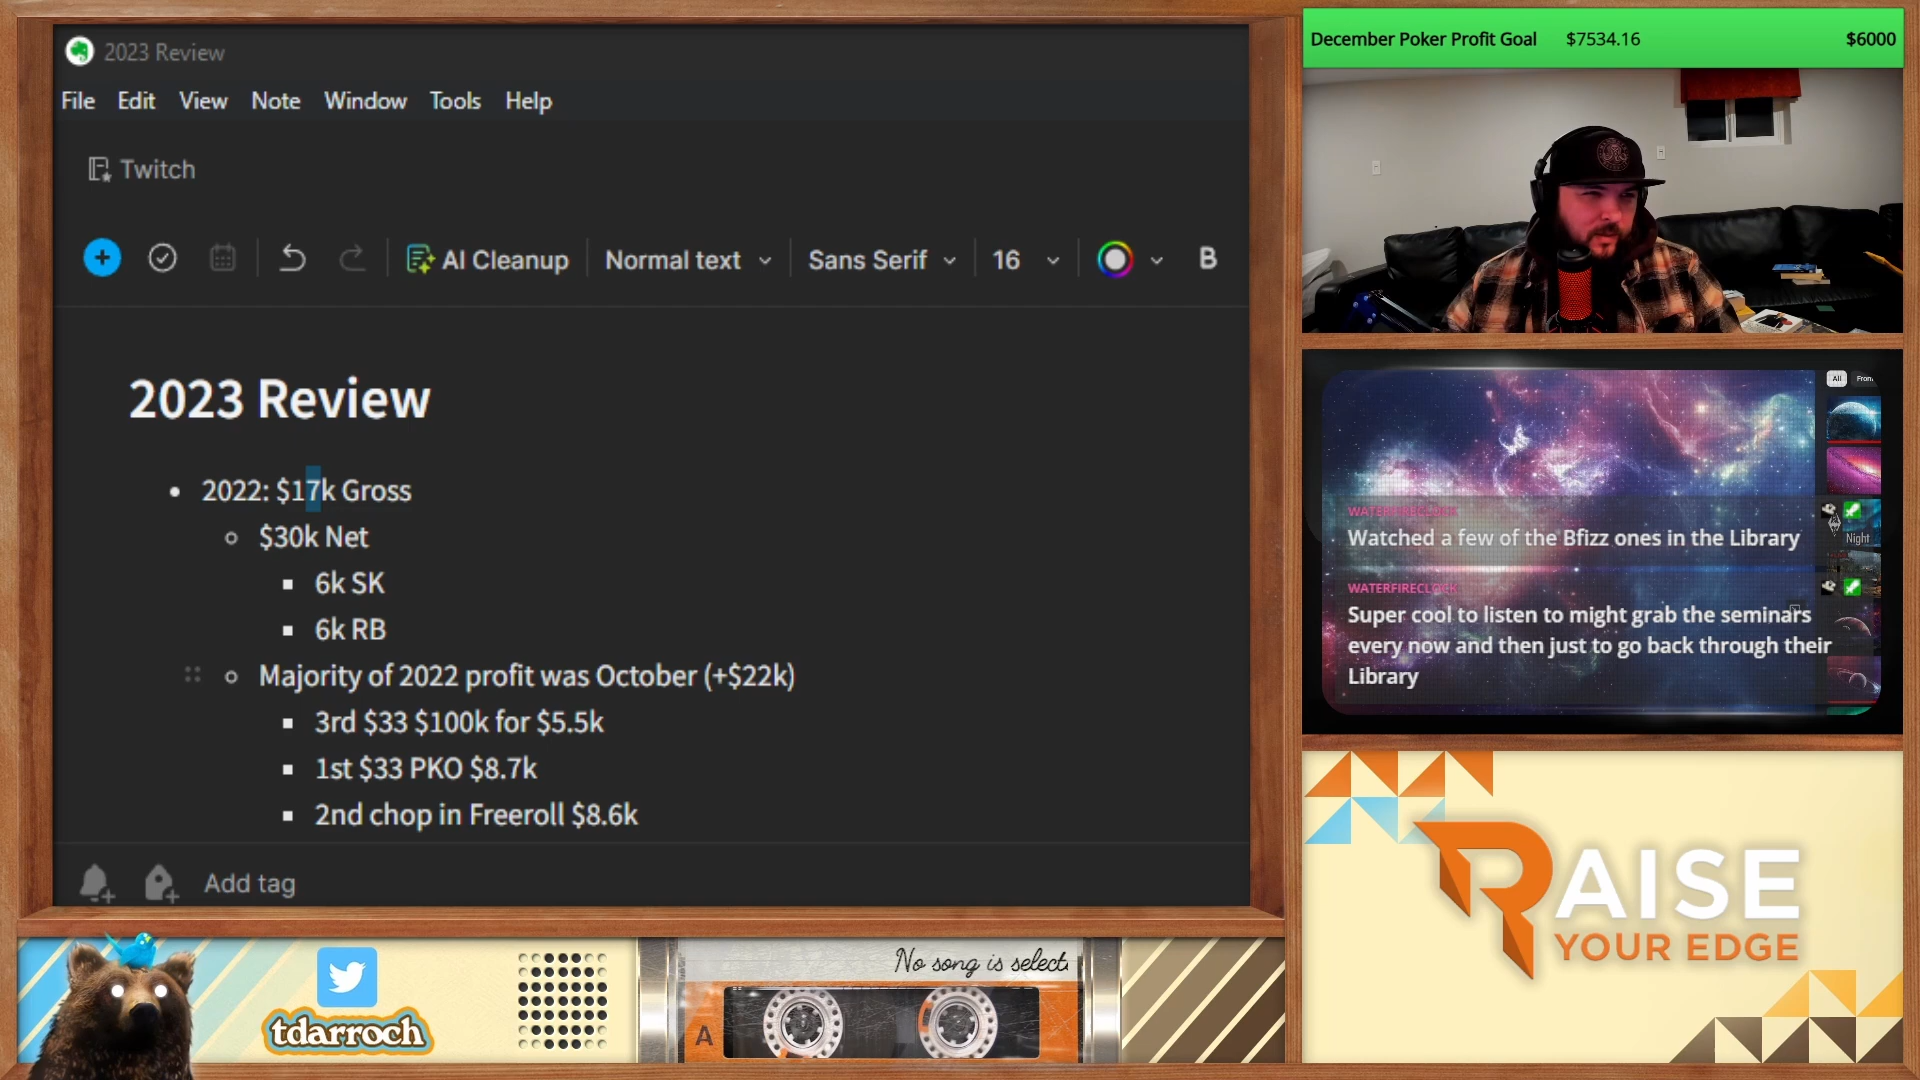 2023 Review
File Edit View Note Window Tools Help
Twitch
AI Cleanup Normal text Sans Serif 16 B
2023 Review
2022: $17k Gross
$30k Net
6k SK
6k RB
Majority of 2022 profit was October (+$22k)
3rd $33 $100k for $5.5k
1st $33 PKO $8.7k
2nd chop in Freeroll $8.6k
Add tag
December Poker Profit Goal $7534.16 $6000
All
WATERFIRECLOCK
Watched a few of the Bfizz ones in the Library
Night
WATERFIRECLOCK
Super cool to listen to might grab the seminars
every now and then just to go back through their
Library
RAISE
YOUR EDGE
tdarroch
No song is select
A